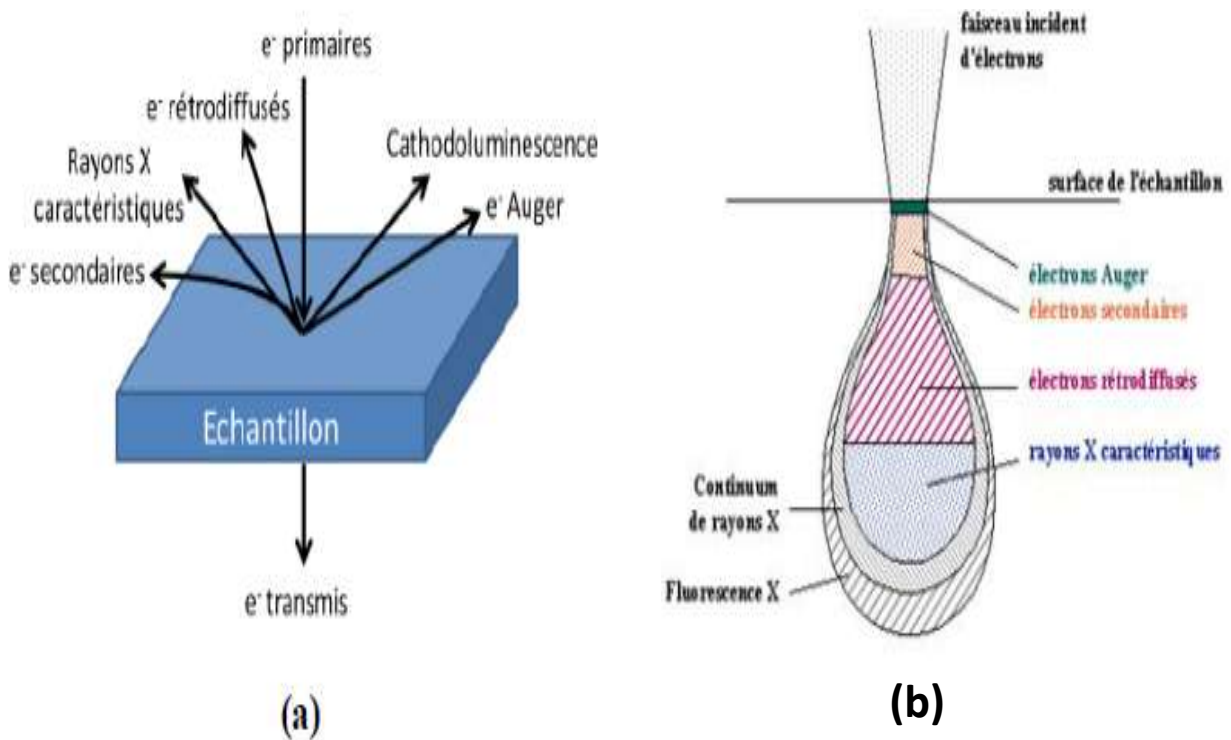 e⁻ primaires
e⁻ rétrodiffusés
Rayons X
caractéristiques
Cathodoluminescence
e⁻ Auger
e⁻ secondaires
Echantillon
e⁻ transmis
(a)
faisceau incident
d'électrons
surface de l'échantillon
électrons Auger
électrons secondaires
électrons rétrodiffusés
rayons X caractéristiques
Continuum
de rayons X
Fluorescence X
(b)